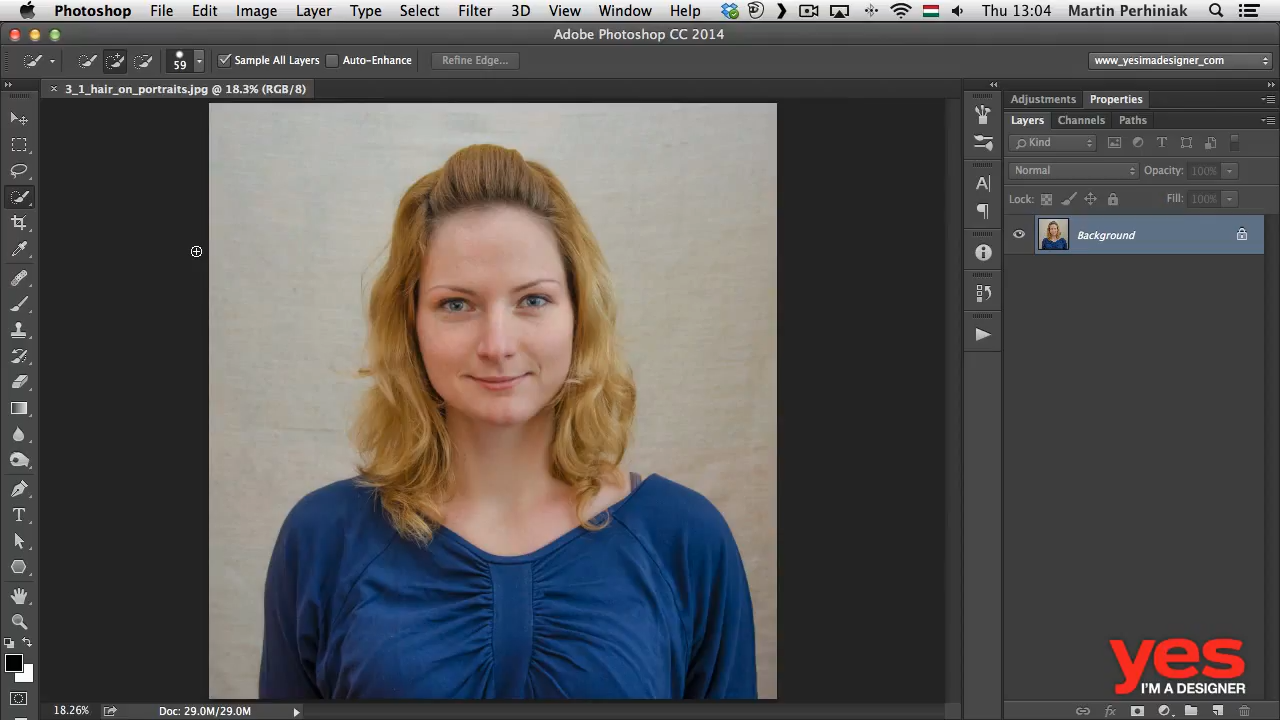 Photoshop File Edit Image Layer Type Select Filter 3D View Window Help Thu 13:04 Martin Perhiniak
Adobe Photoshop CC 2014
59 Sample All Layers Auto-Enhance Refine Edge... www_yesimadesigner_com
× 3_1_hair_on_portraits.jpg @ 18.3% (RGB/8)
Adjustments Properties
Layers Channels Paths
Kind
Normal Opacity: 100%
Lock: Fill: 100%
Background
yes
I'M A DESIGNER
18.26% Doc: 29.0M/29.0M